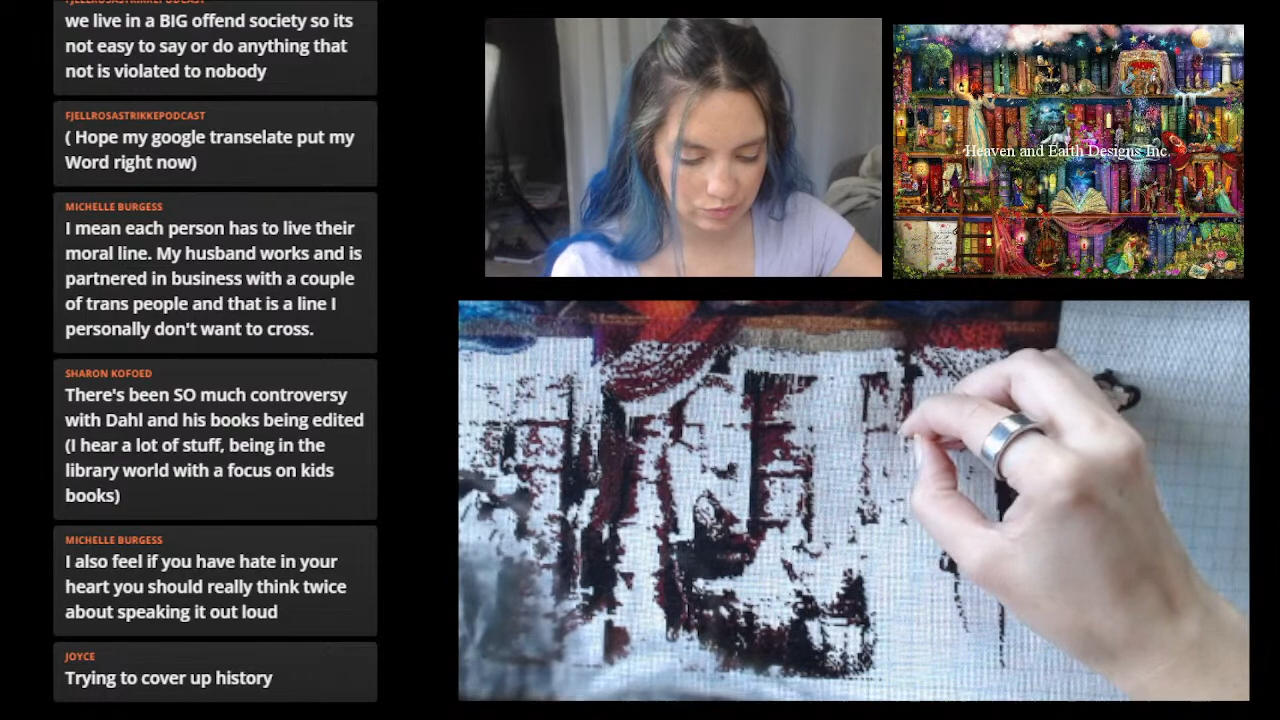 FJELLROSASTRIKKEPODCAST
we live in a BIG offend society so its
not easy to say or do anything that
not is violated to nobody
FJELLROSASTRIKKEPODCAST
( Hope my google transelate put my
Word right now)
MICHELLE BURGESS
I mean each person has to live their
moral line. My husband works and is
partnered in business with a couple
of trans people and that is a line I
personally don't want to cross.
SHARON KOFOED
There's been SO much controversy
with Dahl and his books being edited
(I hear a lot of stuff, being in the
library world with a focus on kids
books)
MICHELLE BURGESS
I also feel if you have hate in your
heart you should really think twice
about speaking it out loud
JOYCE
Trying to cover up history
Heaven and Earth Designs Inc.